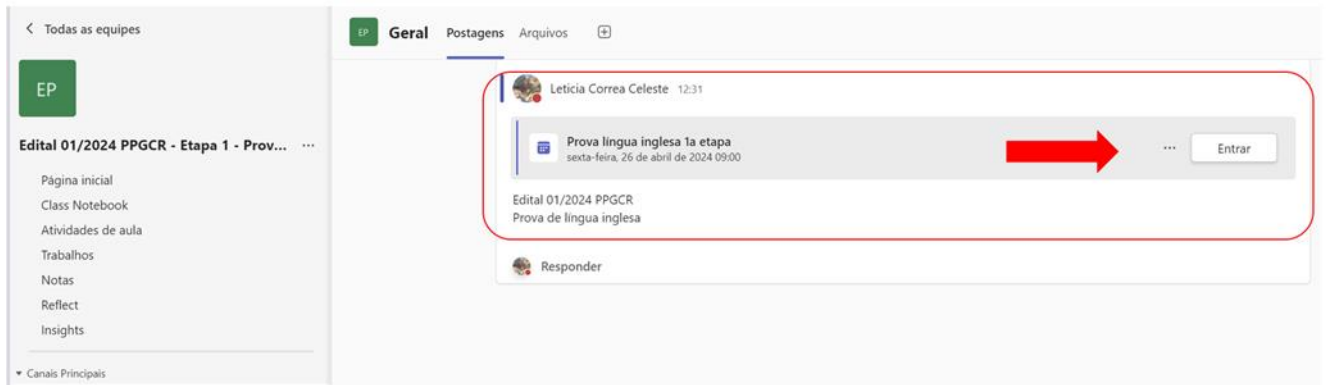 Todas as equipes
EP
Edital 01/2024 PPGCR - Etapa 1 - Prov... ...
Página inicial
Class Notebook
Atividades de aula
Trabalhos
Notas
Reflect
Insights
Canais Principais
EP Geral Postagens Arquivos
Leticia Correa Celeste 12:31
Prova língua inglesa 1a etapa
sexta-feira, 26 de abril de 2024 09:00
... Entrar
Edital 01/2024 PPGCR
Prova de língua inglesa
Responder